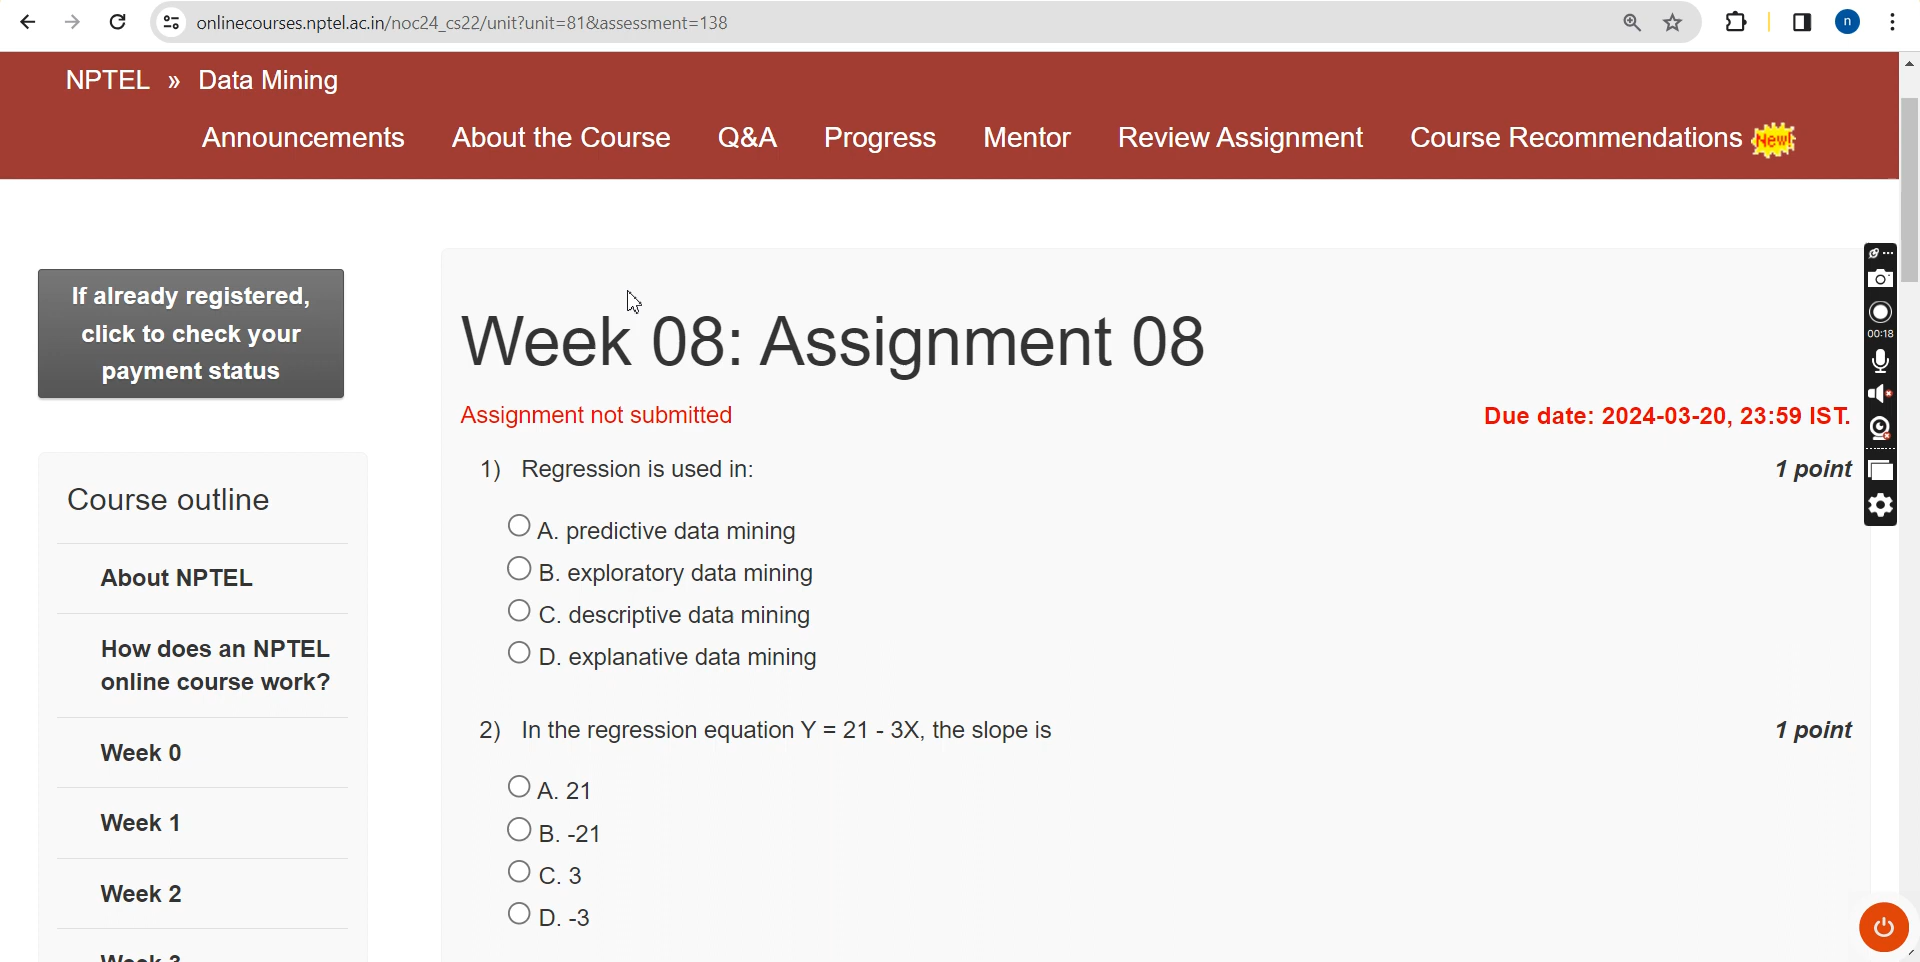 onlinecourses.nptel.ac.in/noc24_cs22/unit?unit=81&assessment=138
n
NPTEL » Data Mining
Announcements About the Course Q&A Progress Mentor Review Assignment Course Recommendations New!
If already registered,
click to check your
payment status
Course outline
About NPTEL
How does an NPTEL
online course work?
Week 0
Week 1
Week 2
Week 3
Week 08: Assignment 08
Assignment not submitted Due date: 2024-03-20, 23:59 IST.
1) Regression is used in: 1 point
A. predictive data mining
B. exploratory data mining
C. descriptive data mining
D. explanative data mining
2) In the regression equation Y = 21 - 3X, the slope is 1 point
A. 21
B. -21
C. 3
D. -3
00:18